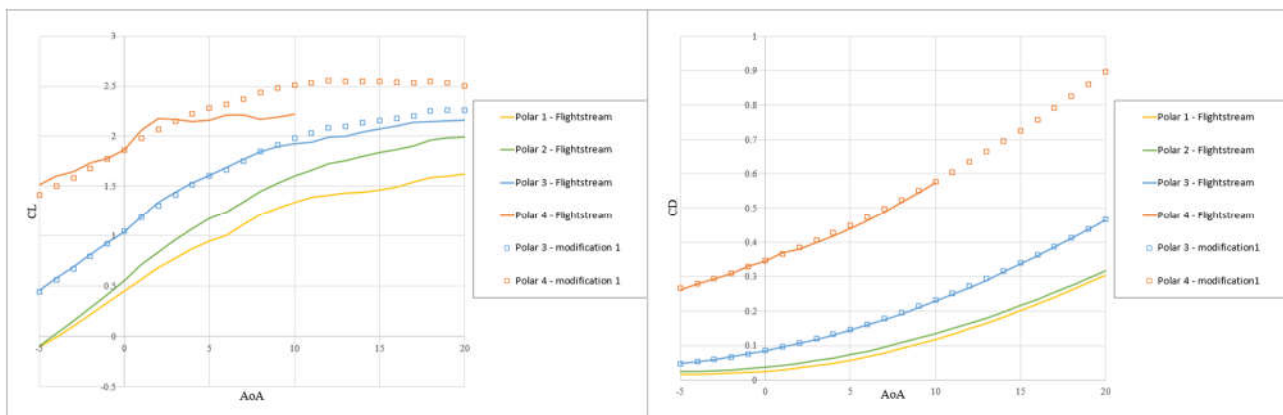 3
2.5
2
1.5
1
0.5
0
-0.5
-5
0
5
10
15
20
CL
AoA
Polar 1 - Flightstream
Polar 2 - Flightstream
Polar 3 - Flightstream
Polar 4 - Flightstream
Polar 3 - modification 1
Polar 4 - modification 1
1
0.9
0.8
0.7
0.6
0.5
0.4
0.3
0.2
0.1
0
-5
0
5
10
15
20
CD
AoA
Polar 1 - Flightstream
Polar 2 - Flightstream
Polar 3 - Flightstream
Polar 4 - Flightstream
Polar 3 - modification1
Polar 4 - modification1